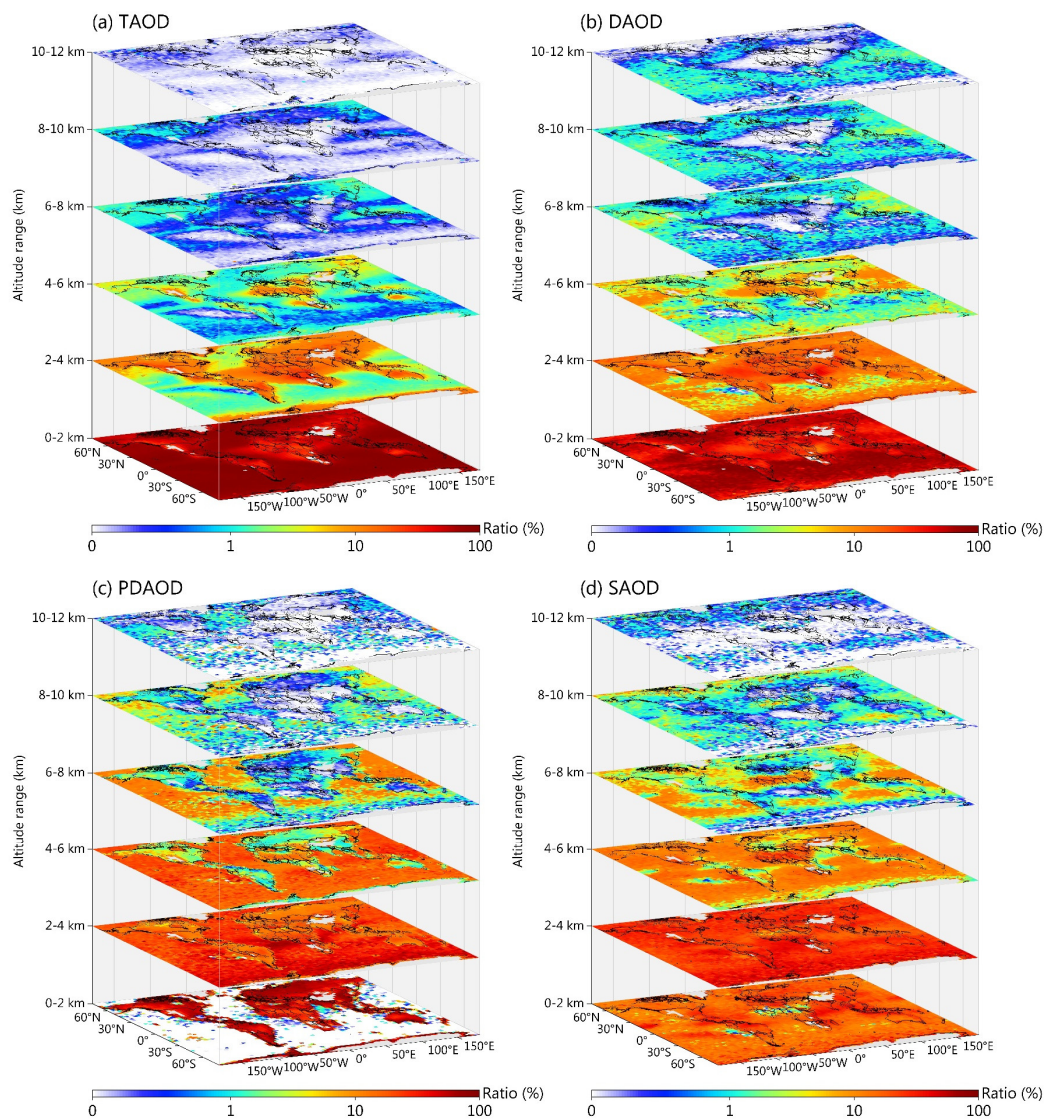 (a) TAOD
10-12 km
8-10 km
6-8 km
4-6 km
2-4 km
0-2 km
Altitude range (km)
60°N
30°N
0°
30°S
60°S
150°W
100°W
50°W
0°
50°E
100°E
150°E
Ratio (%)
0
1
10
100
(b) DAOD
10-12 km
8-10 km
6-8 km
4-6 km
2-4 km
0-2 km
Altitude range (km)
60°N
30°N
0°
30°S
60°S
150°W
100°W
50°W
0°
50°E
100°E
150°E
Ratio (%)
0
1
10
100
(c) PDAOD
10-12 km
8-10 km
6-8 km
4-6 km
2-4 km
0-2 km
Altitude range (km)
60°N
30°N
0°
30°S
60°S
150°W
100°W
50°W
0°
50°E
100°E
150°E
Ratio (%)
0
1
10
100
(d) SAOD
10-12 km
8-10 km
6-8 km
4-6 km
2-4 km
0-2 km
Altitude range (km)
60°N
30°N
0°
30°S
60°S
150°W
100°W
50°W
0°
50°E
100°E
150°E
Ratio (%)
0
1
10
100